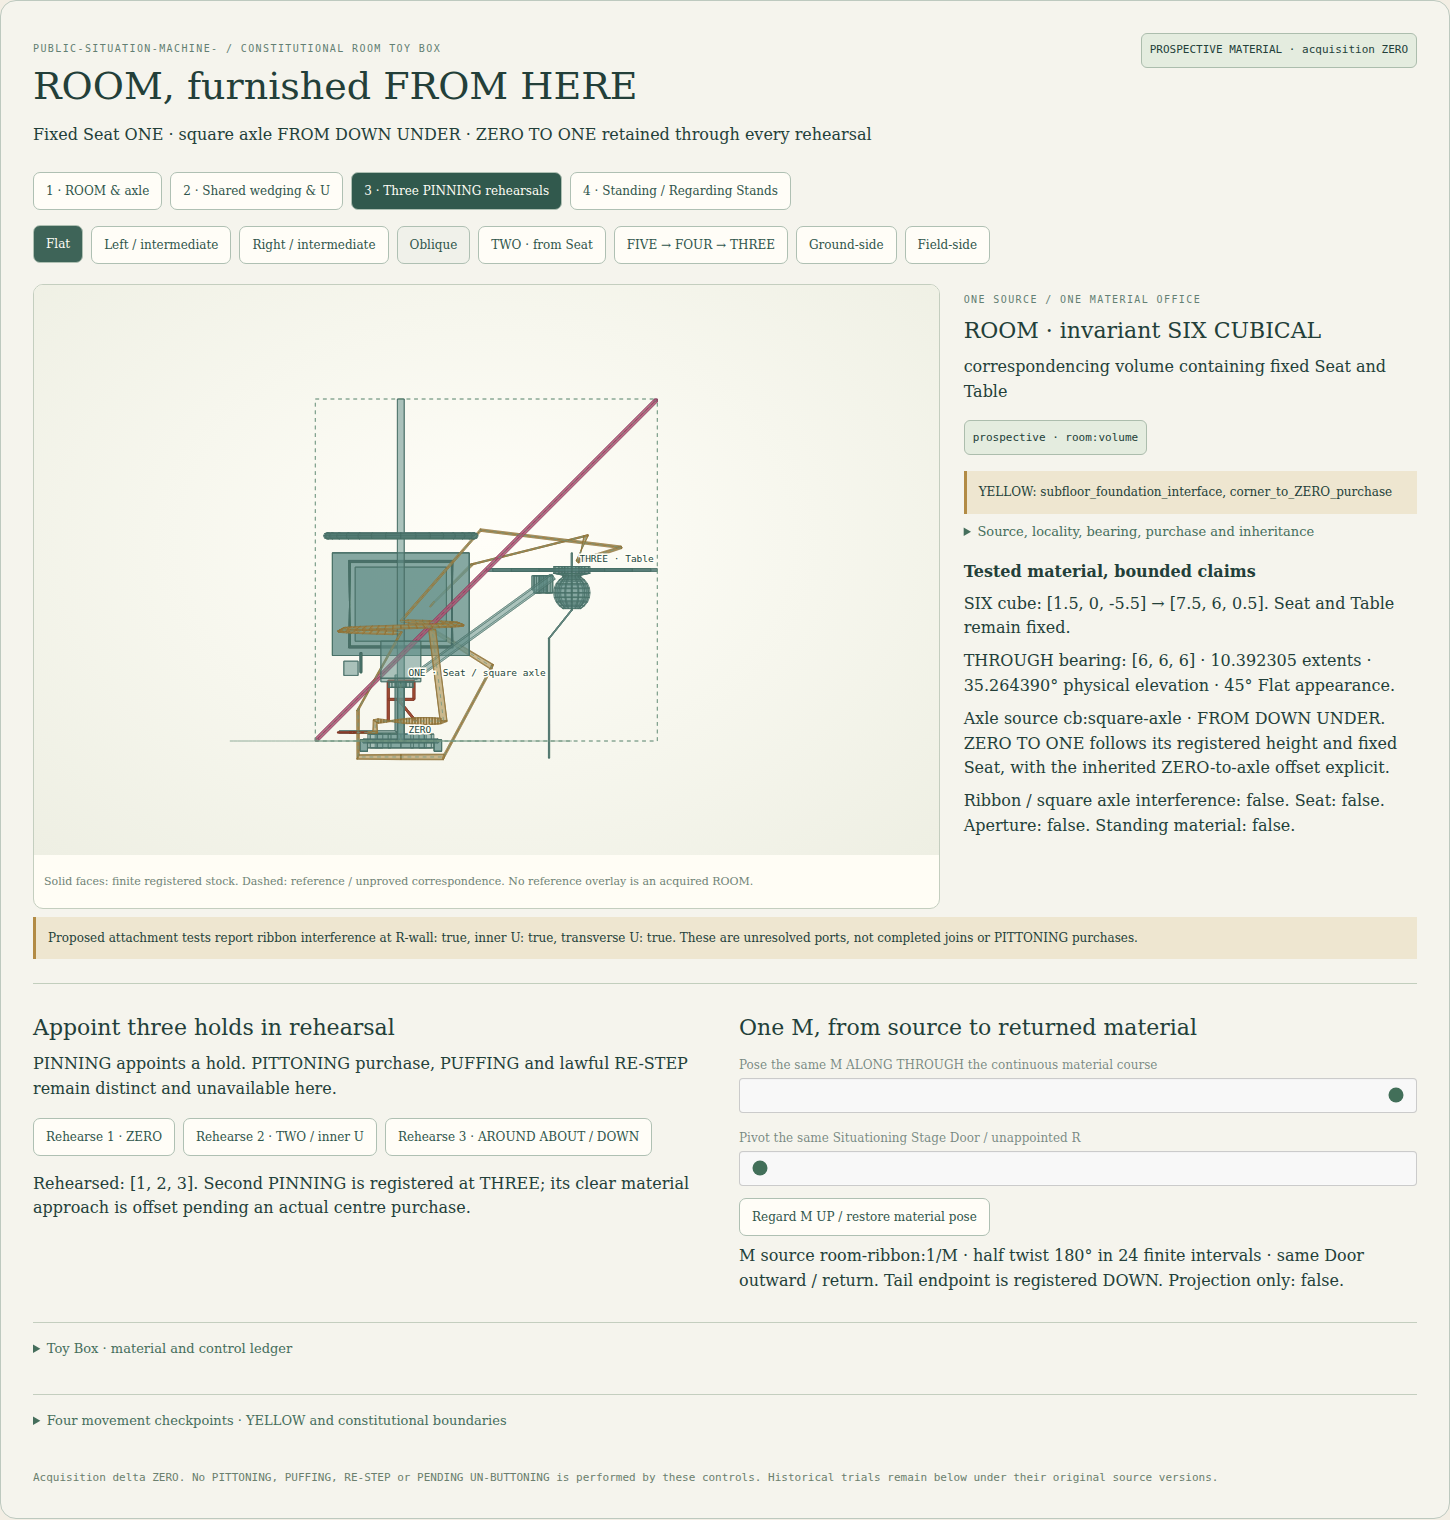 PUBLIC-SITUATION-MACHINE- / CONSTITUTIONAL ROOM TOY BOX
PROSPECTIVE MATERIAL · acquisition ZERO
ROOM, furnished FROM HERE
Fixed Seat ONE · square axle FROM DOWN UNDER · ZERO TO ONE retained through every rehearsal
1 · ROOM & axle
2 · Shared wedging & U
3 · Three PINNING rehearsals
4 · Standing / Regarding Stands
Flat
Left / intermediate
Right / intermediate
Oblique
TWO · from Seat
FIVE → FOUR → THREE
Ground-side
Field-side
THREE · Table
ONE · Seat / square axle
ZERO
Solid faces: finite registered stock. Dashed: reference / unproved correspondence. No reference overlay is an acquired ROOM.
ONE SOURCE / ONE MATERIAL OFFICE
ROOM · invariant SIX CUBICAL
correspondencing volume containing fixed Seat and
Table
prospective · room:volume
YELLOW: subfloor_foundation_interface, corner_to_ZERO_purchase
▶ Source, locality, bearing, purchase and inheritance
Tested material, bounded claims
SIX cube: [1.5, 0, -5.5] → [7.5, 6, 0.5]. Seat and Table
remain fixed.
THROUGH bearing: [6, 6, 6] · 10.392305 extents ·
35.264390° physical elevation · 45° Flat appearance.
Axle source cb:square-axle · FROM DOWN UNDER.
ZERO TO ONE follows its registered height and fixed
Seat, with the inherited ZERO-to-axle offset explicit.
Ribbon / square axle interference: false. Seat: false.
Aperture: false. Standing material: false.
Proposed attachment tests report ribbon interference at R-wall: true, inner U: true, transverse U: true. These are unresolved ports, not completed joins or PITTONING purchases.
Appoint three holds in rehearsal
PINNING appoints a hold. PITTONING purchase, PUFFING and lawful RE-STEP
remain distinct and unavailable here.
Rehearse 1 · ZERO
Rehearse 2 · TWO / inner U
Rehearse 3 · AROUND ABOUT / DOWN
Rehearsed: [1, 2, 3]. Second PINNING is registered at THREE; its clear material
approach is offset pending an actual centre purchase.
One M, from source to returned material
Pose the same M ALONG THROUGH the continuous material course
Pivot the same Situationing Stage Door / unappointed R
Regard M UP / restore material pose
M source room-ribbon:1/M · half twist 180° in 24 finite intervals · same Door
outward / return. Tail endpoint is registered DOWN. Projection only: false.
▶ Toy Box · material and control ledger
▶ Four movement checkpoints · YELLOW and constitutional boundaries
Acquisition delta ZERO. No PITTONING, PUFFING, RE-STEP or PENDING UN-BUTTONING is performed by these controls. Historical trials remain below under their original source versions.